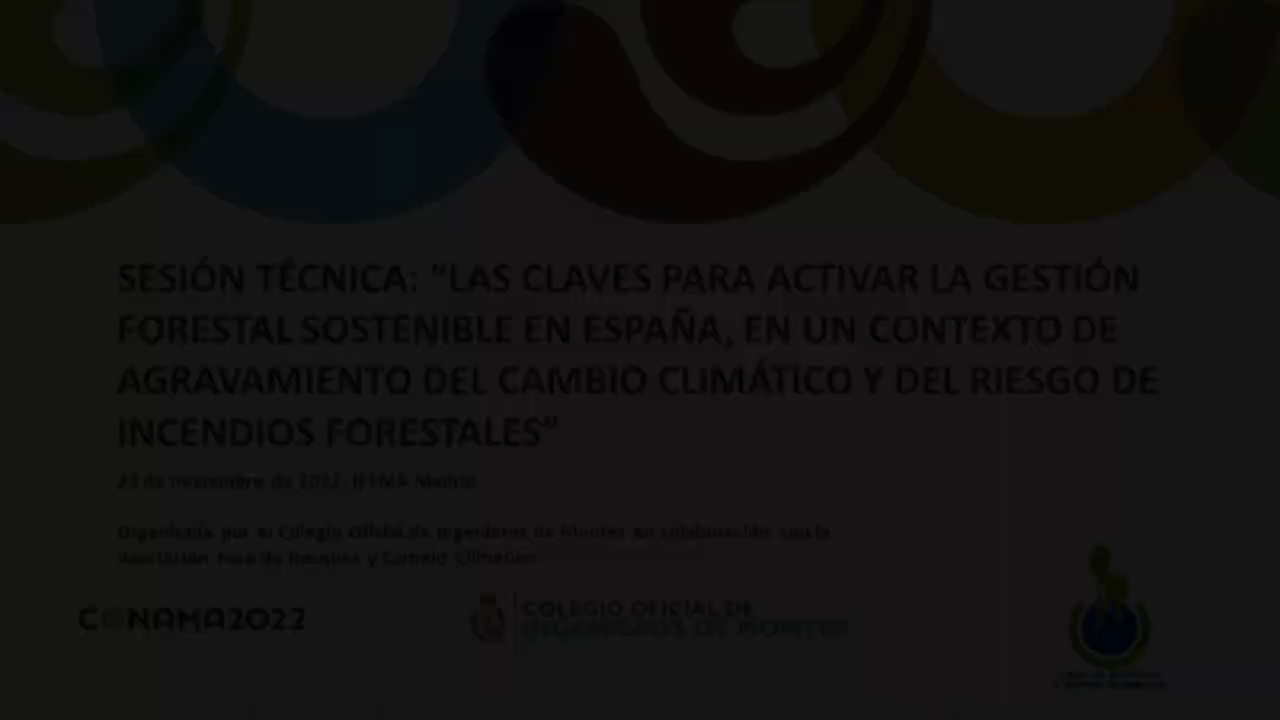 SESIÓN TÉCNICA: "LAS CLAVES PARA ACTIVAR LA GESTIÓN
FORESTAL SOSTENIBLE EN ESPAÑA, EN UN CONTEXTO DE
AGRAVAMIENTO DEL CAMBIO CLIMÁTICO Y DEL RIESGO DE
INCENDIOS FORESTALES”
de noviembre de 2022. IFEMA Madrid
Organizada por el Colegio Oficial de Ingenieros de Montes en colaboración con la
Asociación Foro de Bosques y Cambio Climático
CONAMA2022
COLEGIO OFICIAL DE
INGENIEROS DE MONTES